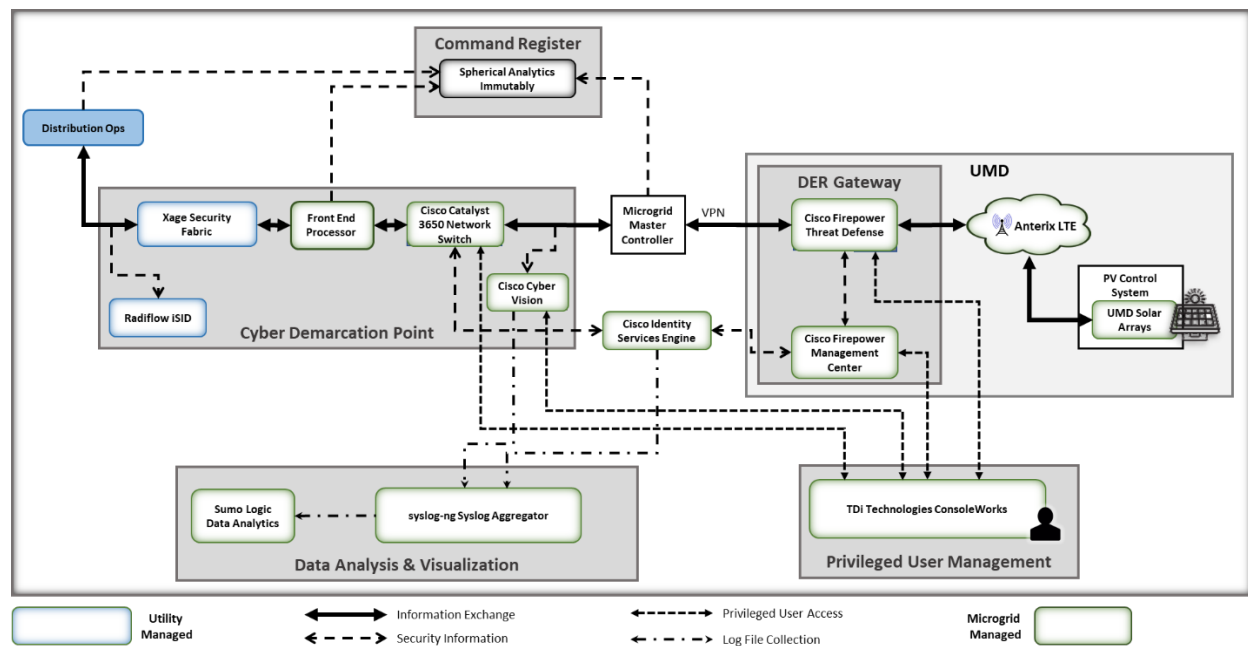 Command Register
Spherical Analytics
Immutably
Distribution Ops
UMD
DER Gateway
Xage Security
Fabric
Front End
Processor
Cisco Catalyst
3650 Network
Switch
Microgrid
Master
Controller
VPN
Cisco Firepower
Threat Defense
Anterix LTE
Radiflow iSID
Cisco Cyber
Vision
Cyber Demarcation Point
Cisco Identity
Services Engine
Cisco Firepower
Management
Center
PV Control
System
UMD Solar
Arrays
Sumo Logic
Data Analytics
syslog-ng Syslog Aggregator
Data Analysis & Visualization
TDi Technologies ConsoleWorks
Privileged User Management
Utility
Managed
Information Exchange
Security Information
Privileged User Access
Log File Collection
Microgrid
Managed